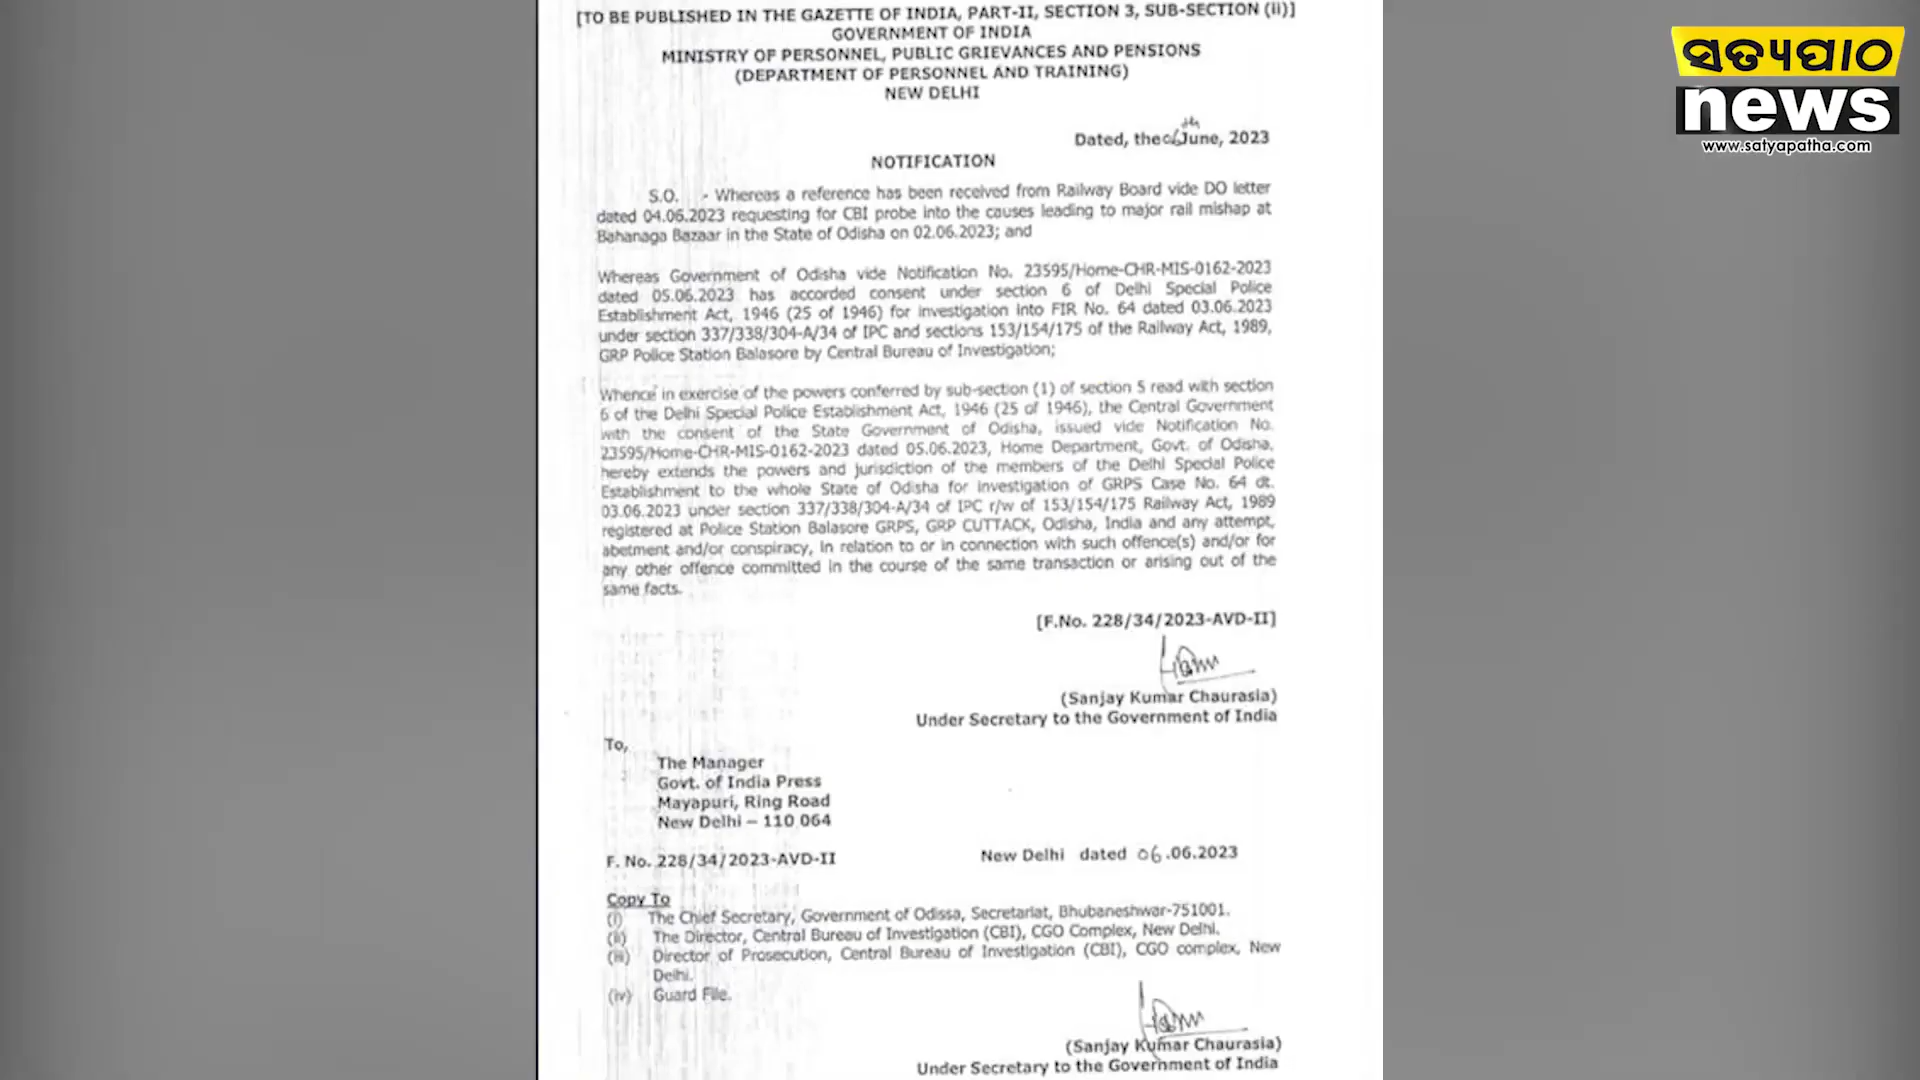 [TO BE PUBLISHED IN THE GAZETTE OF INDIA, PART-II, SECTION 3, SUB-SECTION (ii)]
GOVERNMENT OF INDIA
MINISTRY OF PERSONNEL, PUBLIC GRIEVANCES AND PENSIONS
(DEPARTMENT OF PERSONNEL AND TRAINING)
NEW DELHI
Dated, the 06th June, 2023
NOTIFICATION
S.O. - Whereas a reference has been received from Railway Board vide DO letter
dated 04.06.2023 requesting for CBI probe into the causes leading to major rail mishap at
Bahanaga Bazaar in the State of Odisha on 02.06.2023; and
Whereas Government of Odisha vide Notification No. 23595/Home-CHR-MIS-0162-2023
dated 05.06.2023 has accorded consent under section 6 of Delhi Special Police
Establishment Act, 1946 (25 of 1946) for investigation into FIR No. 64 dated 03.06.2023
under section 337/338/304-A/34 of IPC and sections 153/154/175 of the Railway Act, 1989,
GRP Police Station Balasore by Central Bureau of Investigation;
Whence in exercise of the powers conferred by sub-section (1) of section 5 read with section
6 of the Delhi Special Police Establishment Act, 1946 (25 of 1946), the Central Government
with the consent of the State Government of Odisha, issued vide Notification No.
23595/Home-CHR-MIS-0162-2023 dated 05.06.2023, Home Department, Govt. of Odisha,
hereby extends the powers and jurisdiction of the members of the Delhi Special Police
Establishment to the whole State of Odisha for investigation of GRPS Case No. 64 dt.
03.06.2023 under section 337/338/304-A/34 of IPC r/w of 153/154/175 Railway Act, 1989
registered at Police Station Balasore GRPS, GRP CUTTACK, Odisha, India and any attempt,
abetment and/or conspiracy, in relation to or in connection with such offence(s) and/or for
any other offence committed in the course of the same transaction or arising out of the
same facts.
[F.No. 228/34/2023-AVD-II]
(Sanjay Kumar Chaurasia)
Under Secretary to the Government of India
To,
The Manager
Govt. of India Press
Mayapuri, Ring Road
New Delhi – 110 064
F. No. 228/34/2023-AVD-II New Delhi dated 06.06.2023
Copy To
(i) The Chief Secretary, Government of Odissa, Secretariat, Bhubaneshwar-751001.
(ii) The Director, Central Bureau of Investigation (CBI), CGO Complex, New Delhi.
(iii) Director of Prosecution, Central Bureau of Investigation (CBI), CGO complex, New
Delhi.
(iv) Guard File.
(Sanjay Kumar Chaurasia)
Under Secretary to the Government of India
ସତ୍ୟପାଠ
news
www.satyapatha.com